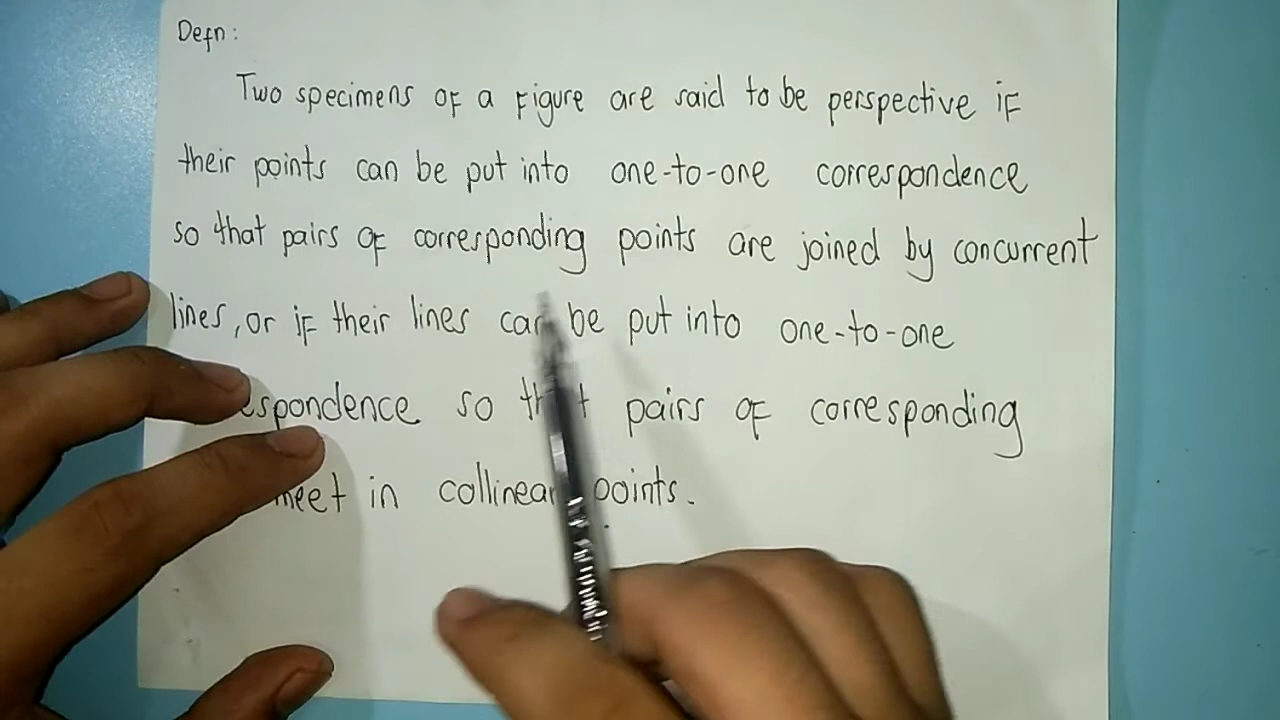 Defn:
Two specimens of a figure are said to be perspective if
their points can be put into one-to-one correspondence
so that pairs of corresponding points are joined by concurrent
lines, or if their lines can be put into one-to-one
espondence so that pairs of corresponding
meet in collinear points.